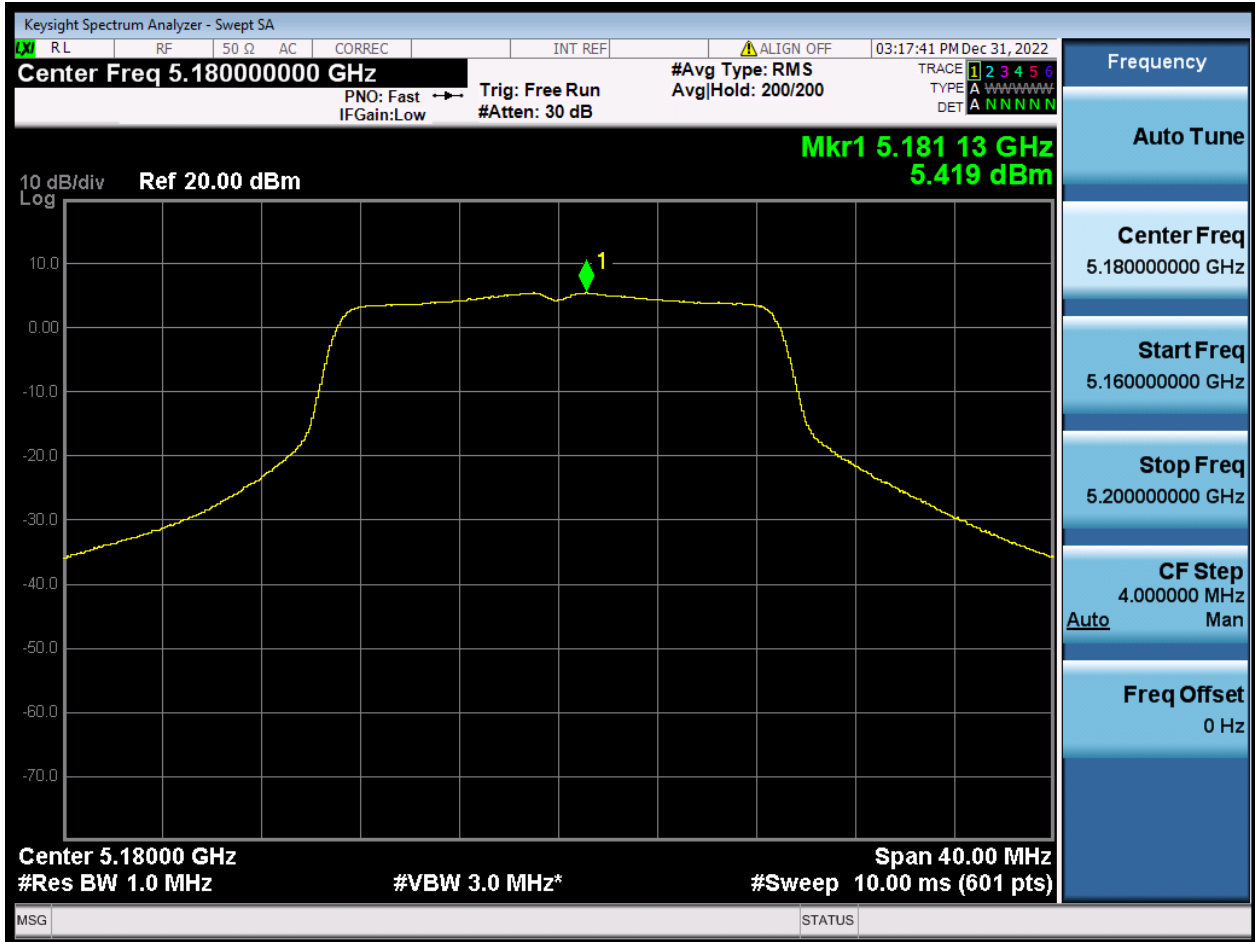 Keysight Spectrum Analyzer - Swept SA
LXI RL RF 50 Ω AC CORREC INT REF ALIGN OFF 03:17:41 PM Dec 31, 2022
Center Freq 5.180000000 GHz
PNO: Fast
IFGain:Low
Trig: Free Run
#Atten: 30 dB
#Avg Type: RMS
Avg|Hold: 200/200
TRACE 1 2 3 4 5 6
TYPE A WWWWW
DET A N N N N N
Mkr1 5.181 13 GHz
5.419 dBm
10 dB/div Ref 20.00 dBm
Log
1
10.0
0.00
-10.0
-20.0
-30.0
-40.0
-50.0
-60.0
-70.0
Center 5.18000 GHz Span 40.00 MHz
#Res BW 1.0 MHz #VBW 3.0 MHz* #Sweep 10.00 ms (601 pts)
MSG STATUS
Frequency
Auto Tune
Center Freq
5.180000000 GHz
Start Freq
5.160000000 GHz
Stop Freq
5.200000000 GHz
CF Step
4.000000 MHz
Auto Man
Freq Offset
0 Hz